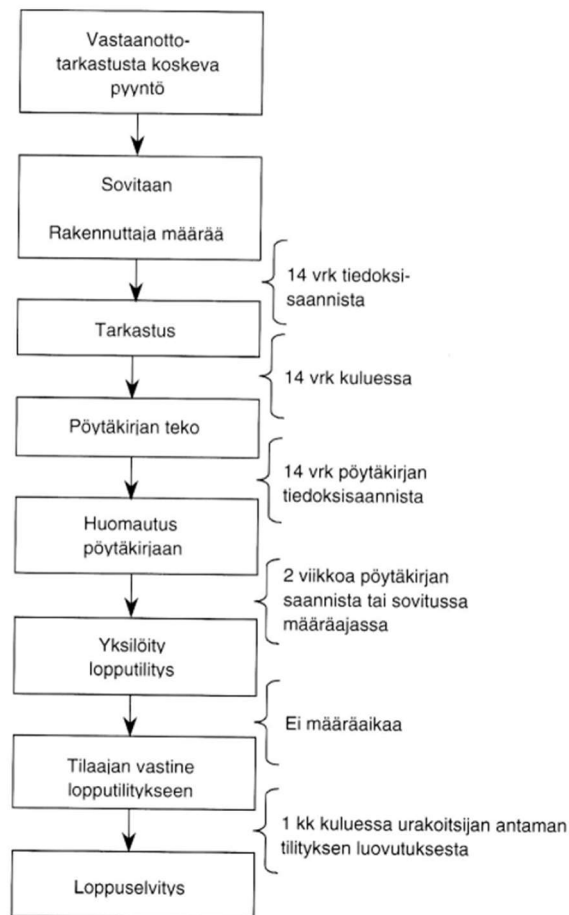 Vastaanotto-
tarkastusta koskeva
pyyntö
Sovitaan
Rakennuttaja määrää
14 vrk tiedoksi-
saannista
Tarkastus
14 vrk kuluessa
Pöytäkirjan teko
14 vrk pöytäkirjan
tiedoksisaannista
Huomautus
pöytäkirjaan
2 viikkoa pöytäkirjan
saannista tai sovitussa
määräajassa
Yksilöity
lopputilitys
Ei määräaikaa
Tilaajan vastine
lopputilitykseen
1 kk kuluessa urakoitsijan antaman
tilityksen luovutuksesta
Loppuselvitys